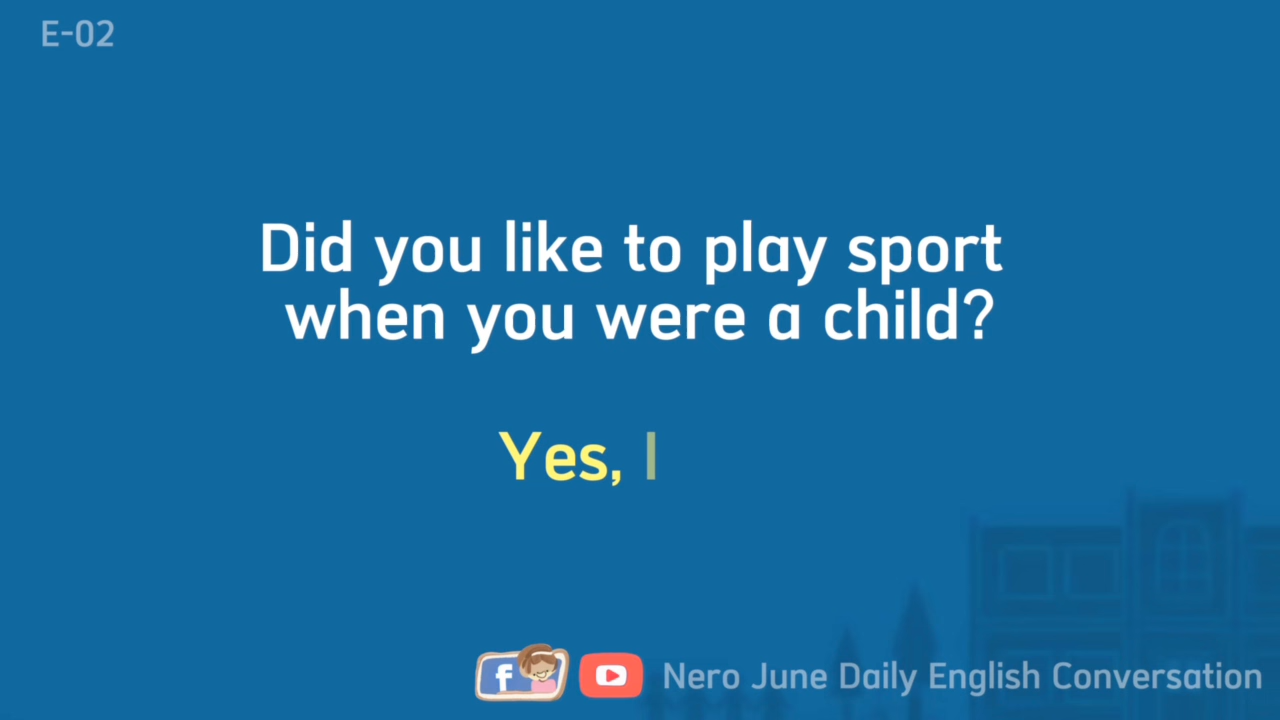 E-02
Did you like to play sport
when you were a child?
Yes, I
f
Nero June Daily English Conversation